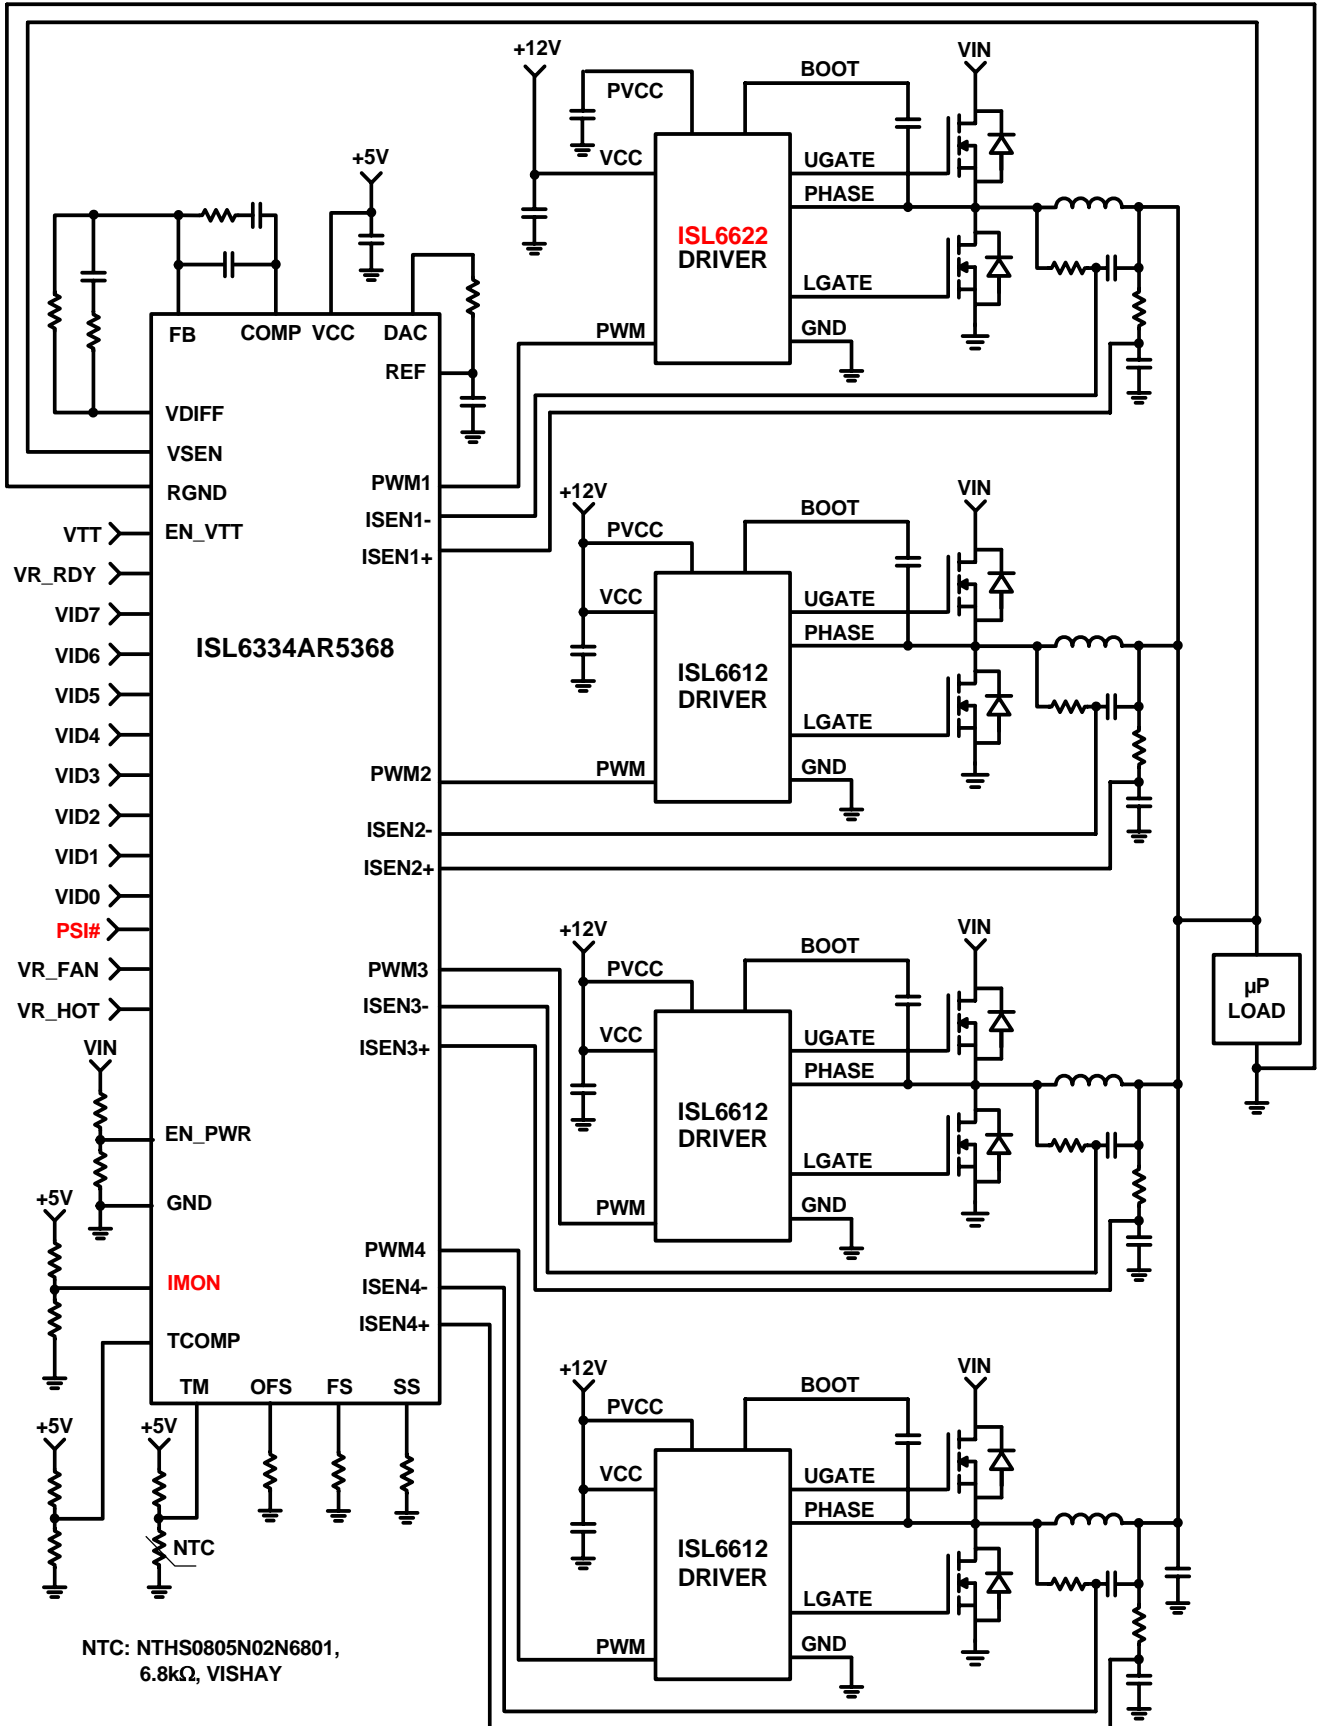 +12V
PVCC
VCC
BOOT
VIN
UGATE
PHASE
ISL6622
DRIVER
LGATE
PWM
GND
+5V
FB
COMP
VCC
DAC
REF
VDIFF
VSEN
RGND
EN_VTT
VTT
VR_RDY
VID7
VID6
VID5
VID4
VID3
VID2
VID1
VID0
PSI#
VR_FAN
VR_HOT
ISL6334AR5368
PWM1
ISEN1-
ISEN1+
PWM2
ISEN2-
ISEN2+
PWM3
ISEN3-
ISEN3+
PWM4
ISEN4-
ISEN4+
VIN
EN_PWR
GND
+5V
IMON
TCOMP
TM
OFS
FS
SS
+5V
+5V
NTC
NTC: NTHS0805N02N6801,
6.8kΩ, VISHAY
+12V
PVCC
VCC
BOOT
VIN
UGATE
PHASE
ISL6612
DRIVER
LGATE
PWM
GND
+12V
PVCC
VCC
BOOT
VIN
UGATE
PHASE
ISL6612
DRIVER
LGATE
PWM
GND
µP
LOAD
+12V
PVCC
VCC
BOOT
VIN
UGATE
PHASE
ISL6612
DRIVER
LGATE
PWM
GND